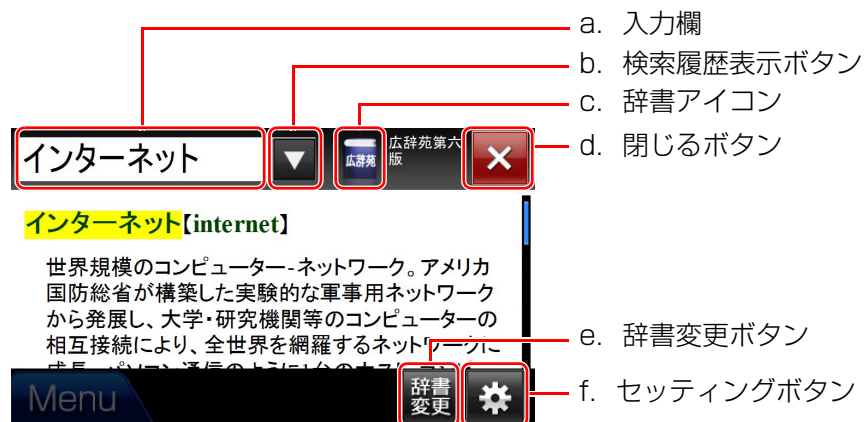 a. 入力欄
b. 検索履歴表示ボタン
c. 辞書アイコン
d. 閉じるボタン
インターネット
広辞苑
広辞苑第六
版
インターネット【internet】
世界規模のコンピューター-ネットワーク。アメリカ
国防総省が構築した実験的な軍事用ネットワーク
から発展し、大学・研究機関等のコンピューターの
相互接続により、全世界を網羅するネットワークに
e. 辞書変更ボタン
Menu
辞書
変更
f. セッティングボタン